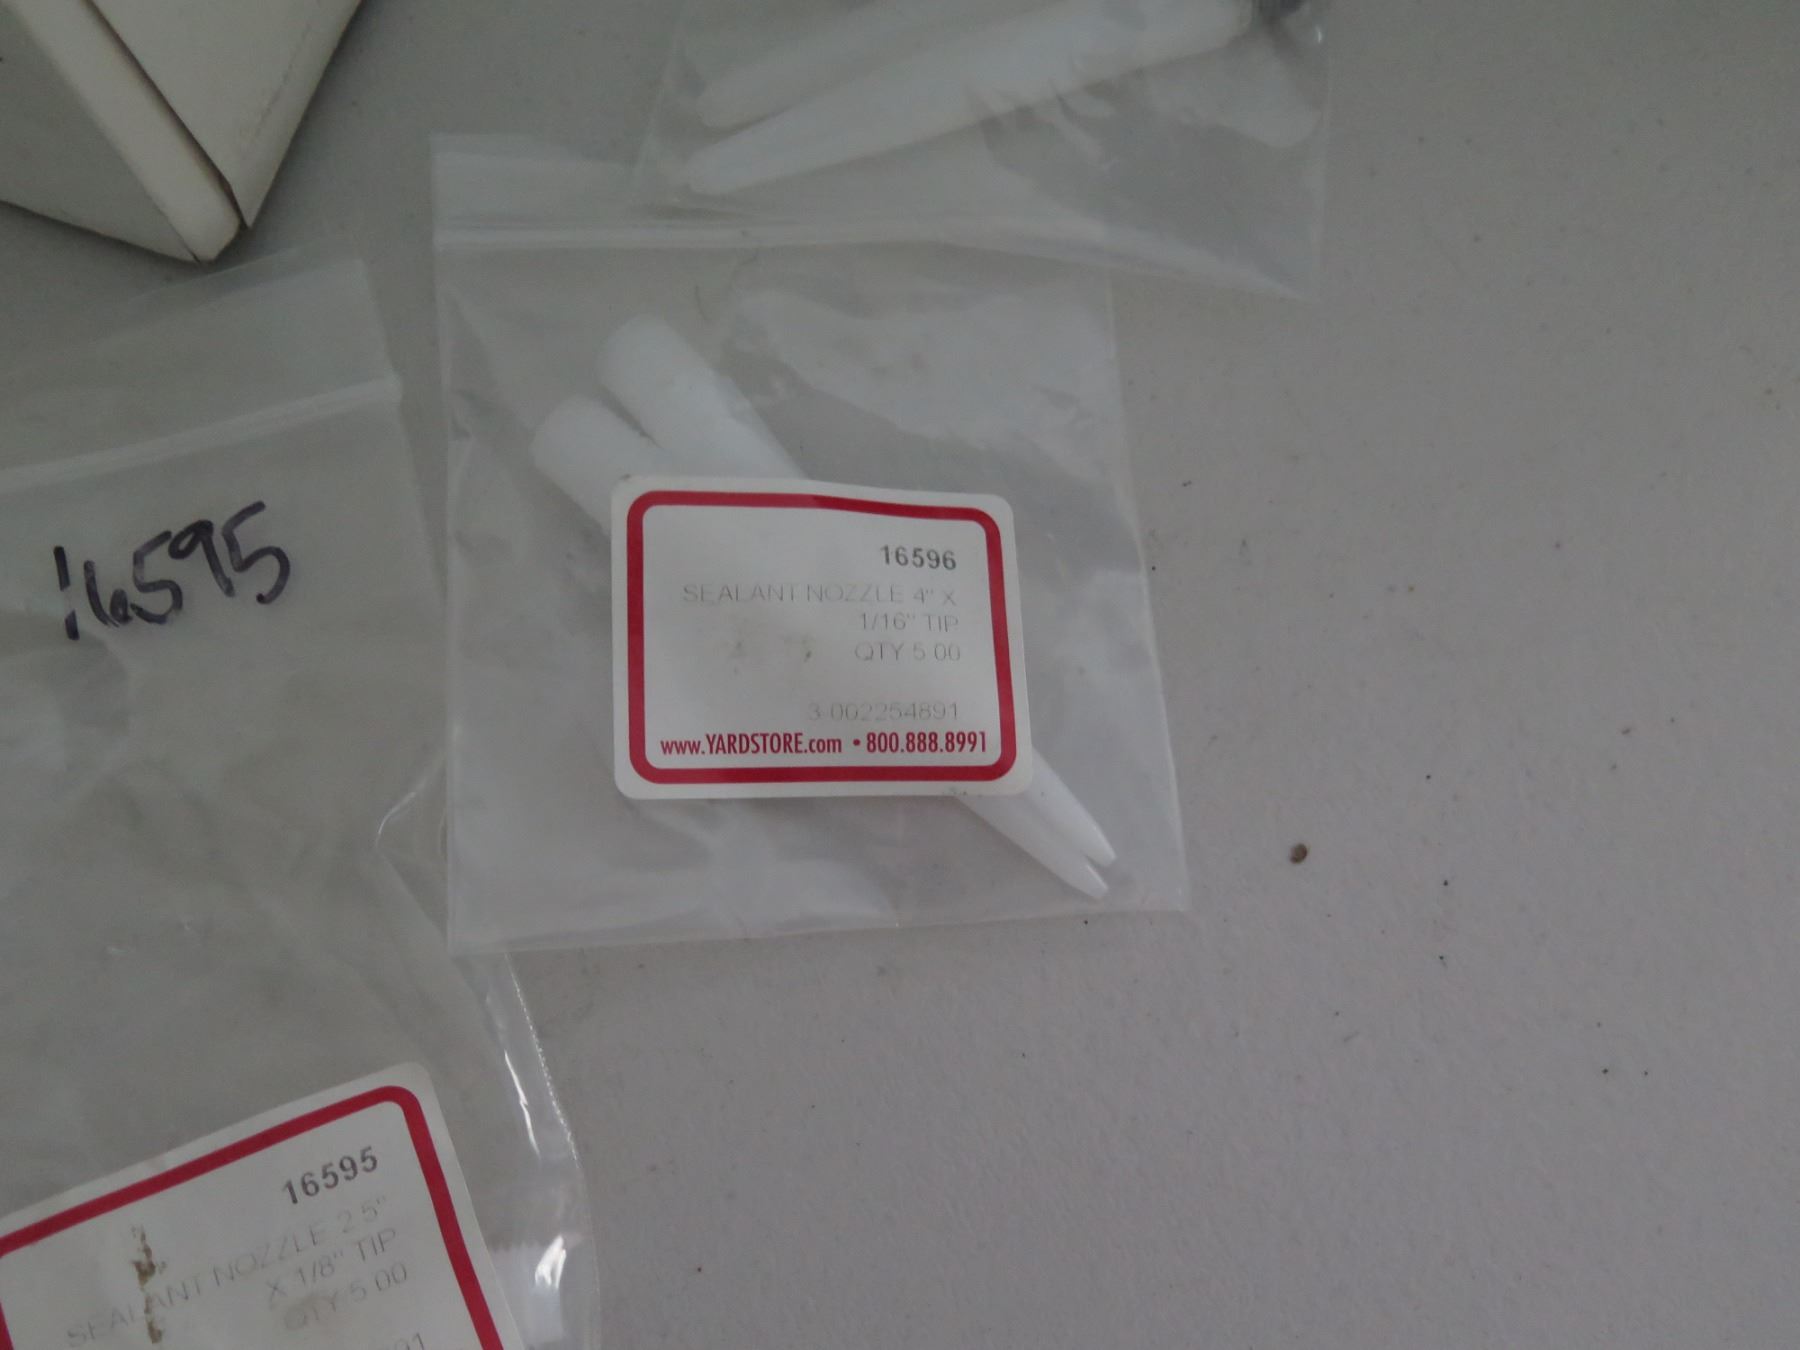 16595
16596
SEALANT NOZZLE 4" X
1/16" TIP
QTY 5.00
3-002254891
www.YARDSTORE.com • 800.888.8991
16595
SEALANT NOZZLE 2.5"
X 1/8" TIP
QTY 5.00